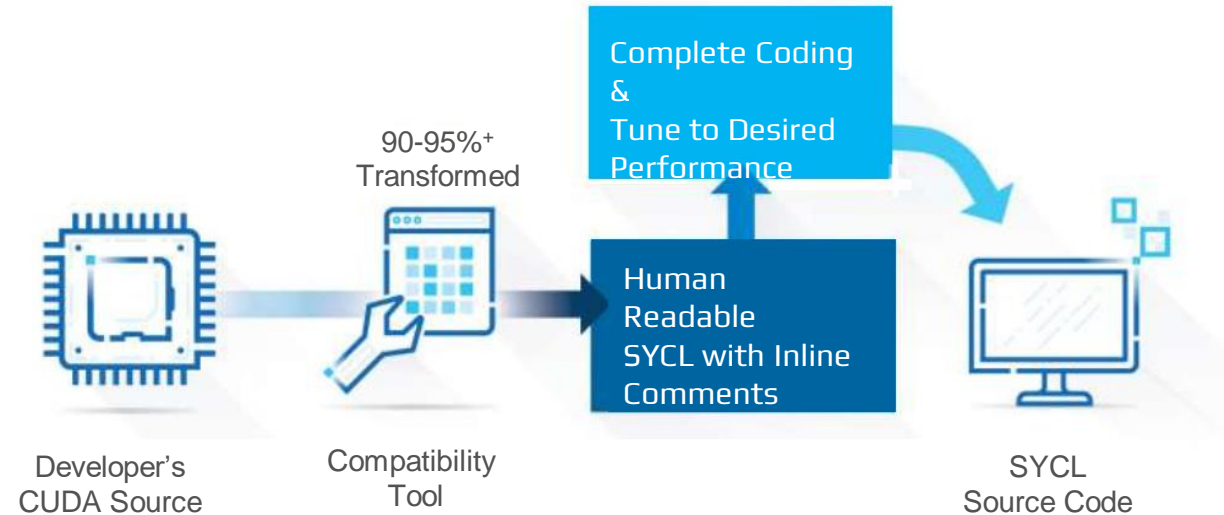 Complete Coding
&
Tune to Desired
Performance
90-95%⁺
Transformed
Human
Readable
SYCL with Inline
Comments
Developer’s
CUDA Source
Compatibility
Tool
SYCL
Source Code